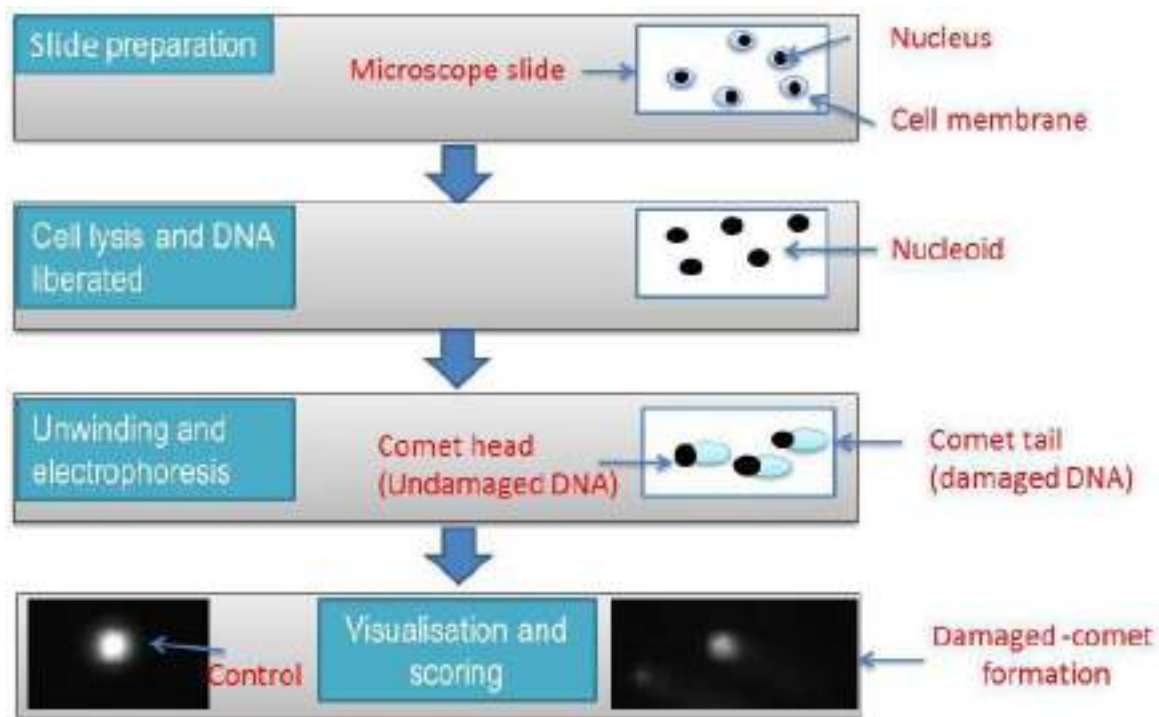 Slide preparation
Microscope slide
Nucleus
Cell membrane
Cell lysis and DNA
liberated
Nucleoid
Unwinding and
electrophoresis
Comet head
(Undamaged DNA)
Comet tail
(damaged DNA)
Control
Visualisation and
scoring
Damaged -comet
formation